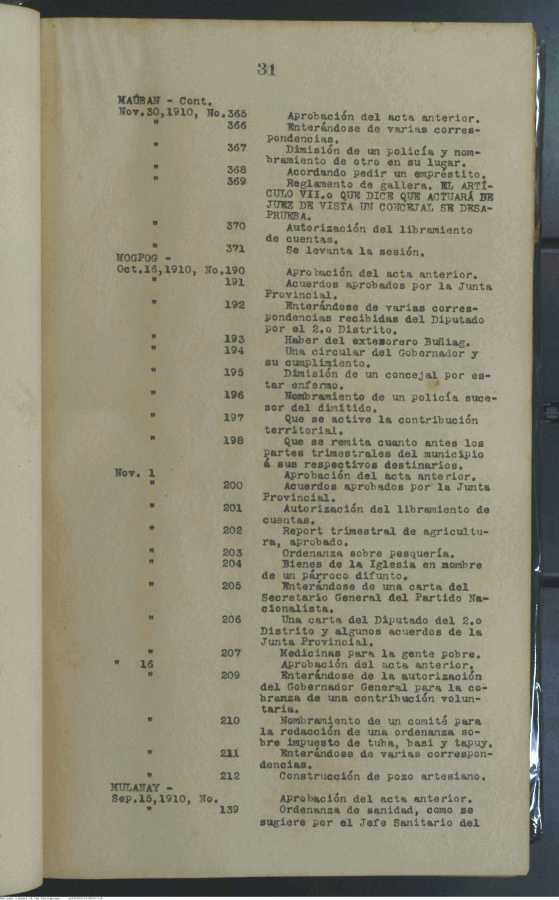 31
MAÚBAN - Cont.
Nov.30,1910, No.365 Aprobación del acta anterior.
" 366 Enterándose de varias corres-
pondencias.
" 367 Dimisión de un policía y nom-
bramiento de otro en su lugar.
" 368 Acordando pedir un empréstito.
" 369 Reglamento de gallera. EL ARTÍ-
CULO VII.o QUE DICE QUE ACTUARÁ DE
JUEZ DE VISTA UN CONCEJAL SE DESA-
PRUEBA.
" 370 Autorización del libramiento
de cuentas.
" 371 Se levanta la sesión.
MOGPOG -
Oct.16,1910, No.190 Aprobación del acta anterior.
" 191 Acuerdos aprobados por la Junta
Provincial.
" 192 Enterándose de varias corres-
pondencias recibidas del Diputado
por el 2.o Distrito.
" 193 Haber del extesorero Buñiag.
" 194 Una circular del Gobernador y
su cumplimiento.
" 195 Dimisión de un concejal por es-
tar enfermo.
" 196 Nombramiento de un policía suce-
sor del dimitido.
" 197 Que se active la contribución
territorial.
" 198 Que se remita cuanto antes los
partes trimestrales del municipio
á sus respectivos destinarios.
Nov. 1 Aprobación del acta anterior.
" 200 Acuerdos aprobados por la Junta
Provincial.
" 201 Autorización del libramiento de
cuentas.
" 202 Report trimestral de agricultu-
ra, aprobado.
" 203 Ordenanza sobre pesquería.
" 204 Bienes de la Iglesia en nombre
de un párroco difunto.
" 205 Enterándose de una carta del
Secretario General del Partido Na-
cionalista.
" 206 Una carta del Diputado del 2.o
Distrito y algunos acuerdos de la
Junta Provincial.
" 207 Medicinas para la gente pobre.
" 16 Aprobación del acta anterior.
" 209 Enterándose de la autorización
del Gobernador General para la co-
branza de una contribución volun-
taria.
" 210 Nombramiento de un comité para
la redacción de una ordenanza so-
bre impuesto de tuba, basi y tapuy.
" 211 Enterándose de varias correspon-
dencias.
" 212 Construcción de pozo artesiano.
MULANAY -
Sep.15,1910, No. Aprobación del acta anterior.
" 139 Ordenanza de sanidad, como se
sugiere por el Jefe Sanitario del